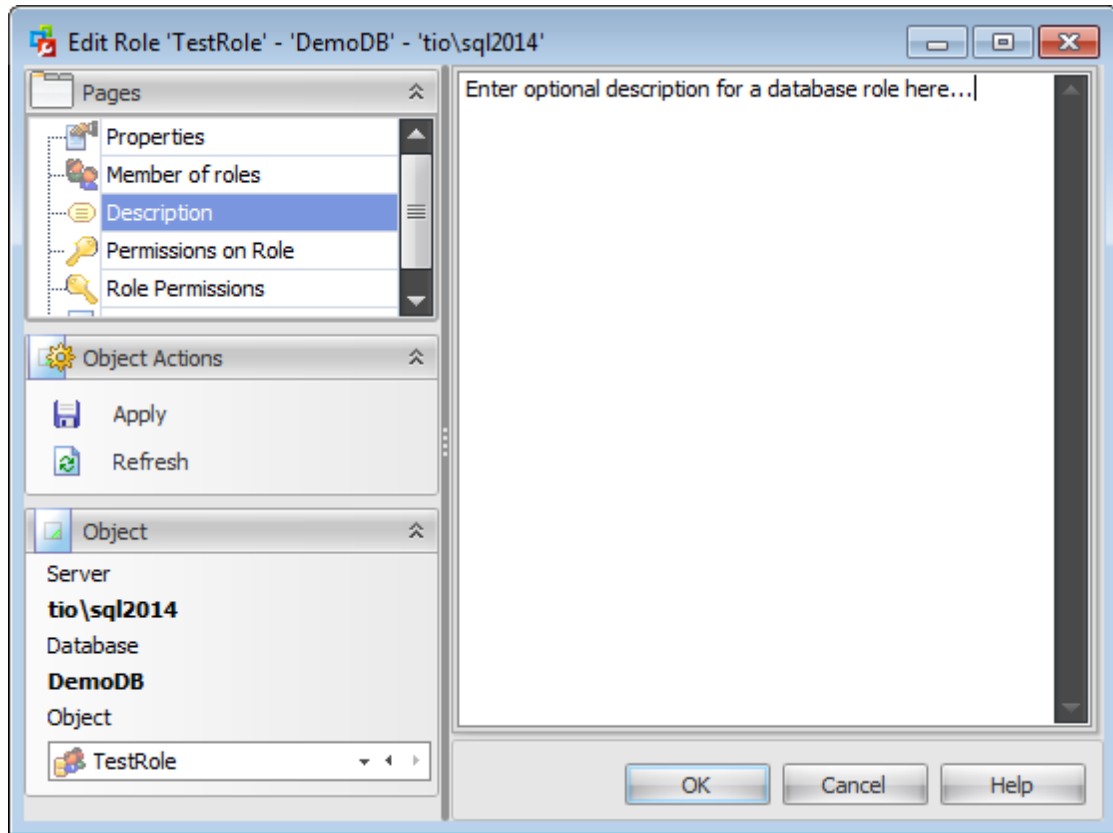 Edit Role 'TestRole' - 'DemoDB' - 'tio\sql2014'
Pages
Properties
Member of roles
Description
Permissions on Role
Role Permissions
Object Actions
Apply
Refresh
Object
Server
tio\sql2014
Database
DemoDB
Object
TestRole
Enter optional description for a database role here...
OK
Cancel
Help